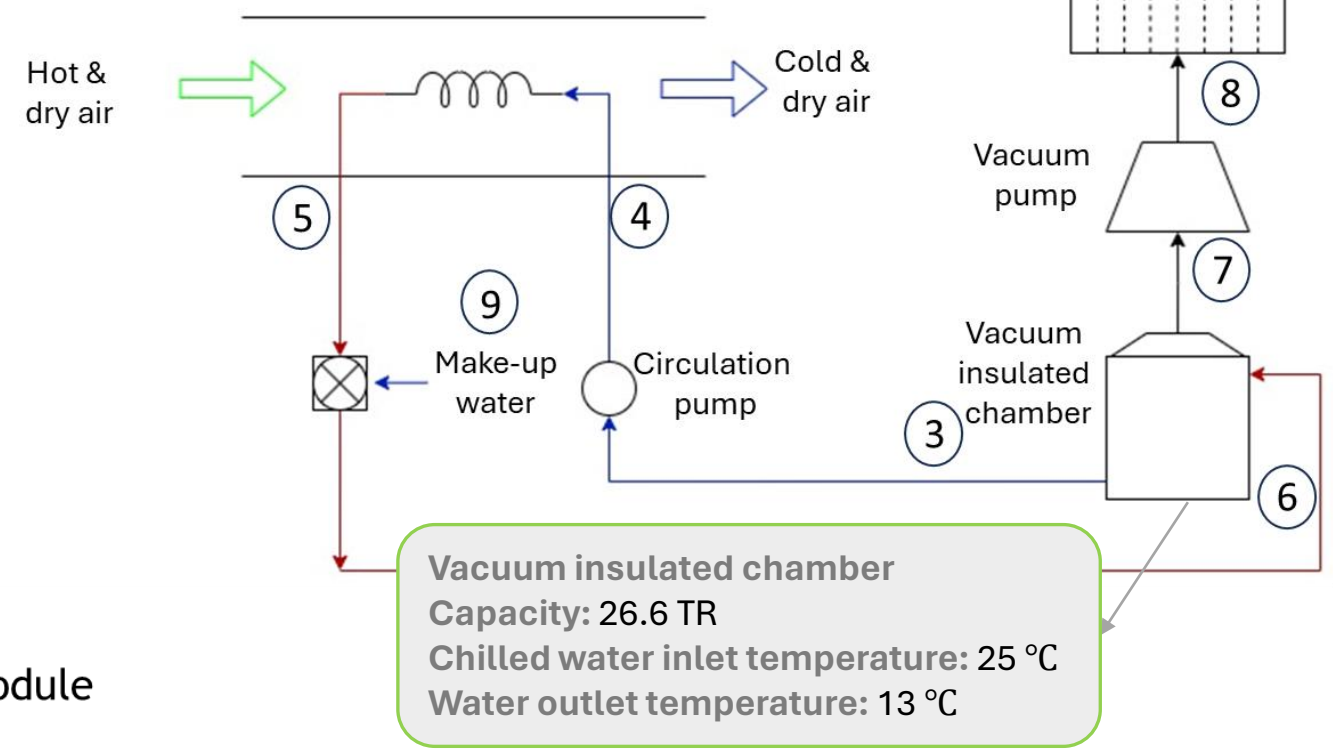 Hot &
dry air
Cold &
dry air
8
Vacuum
pump
5
4
7
9
Make-up
water
Circulation
pump
Vacuum
insulated
chamber
3
6
Vacuum insulated chamber
Capacity: 26.6 TR
Chilled water inlet temperature: 25 ℃
Water outlet temperature: 13 ℃